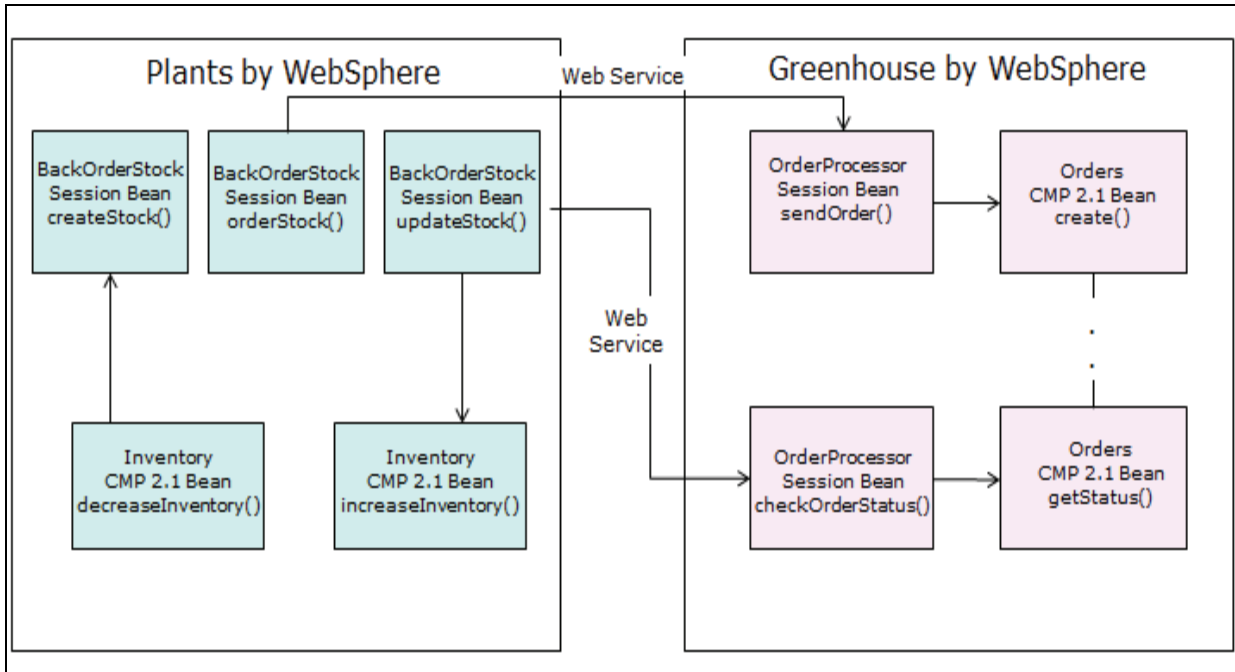 Plants by WebSphere
Web Service
Greenhouse by WebSphere
BackOrderStock
Session Bean
createStock()
BackOrderStock
Session Bean
orderStock()
BackOrderStock
Session Bean
updateStock()
OrderProcessor
Session Bean
sendOrder()
Orders
CMP 2.1 Bean
create()
Web
Service
Inventory
CMP 2.1 Bean
decreaseInventory()
Inventory
CMP 2.1 Bean
increaseInventory()
OrderProcessor
Session Bean
checkOrderStatus()
Orders
CMP 2.1 Bean
getStatus()